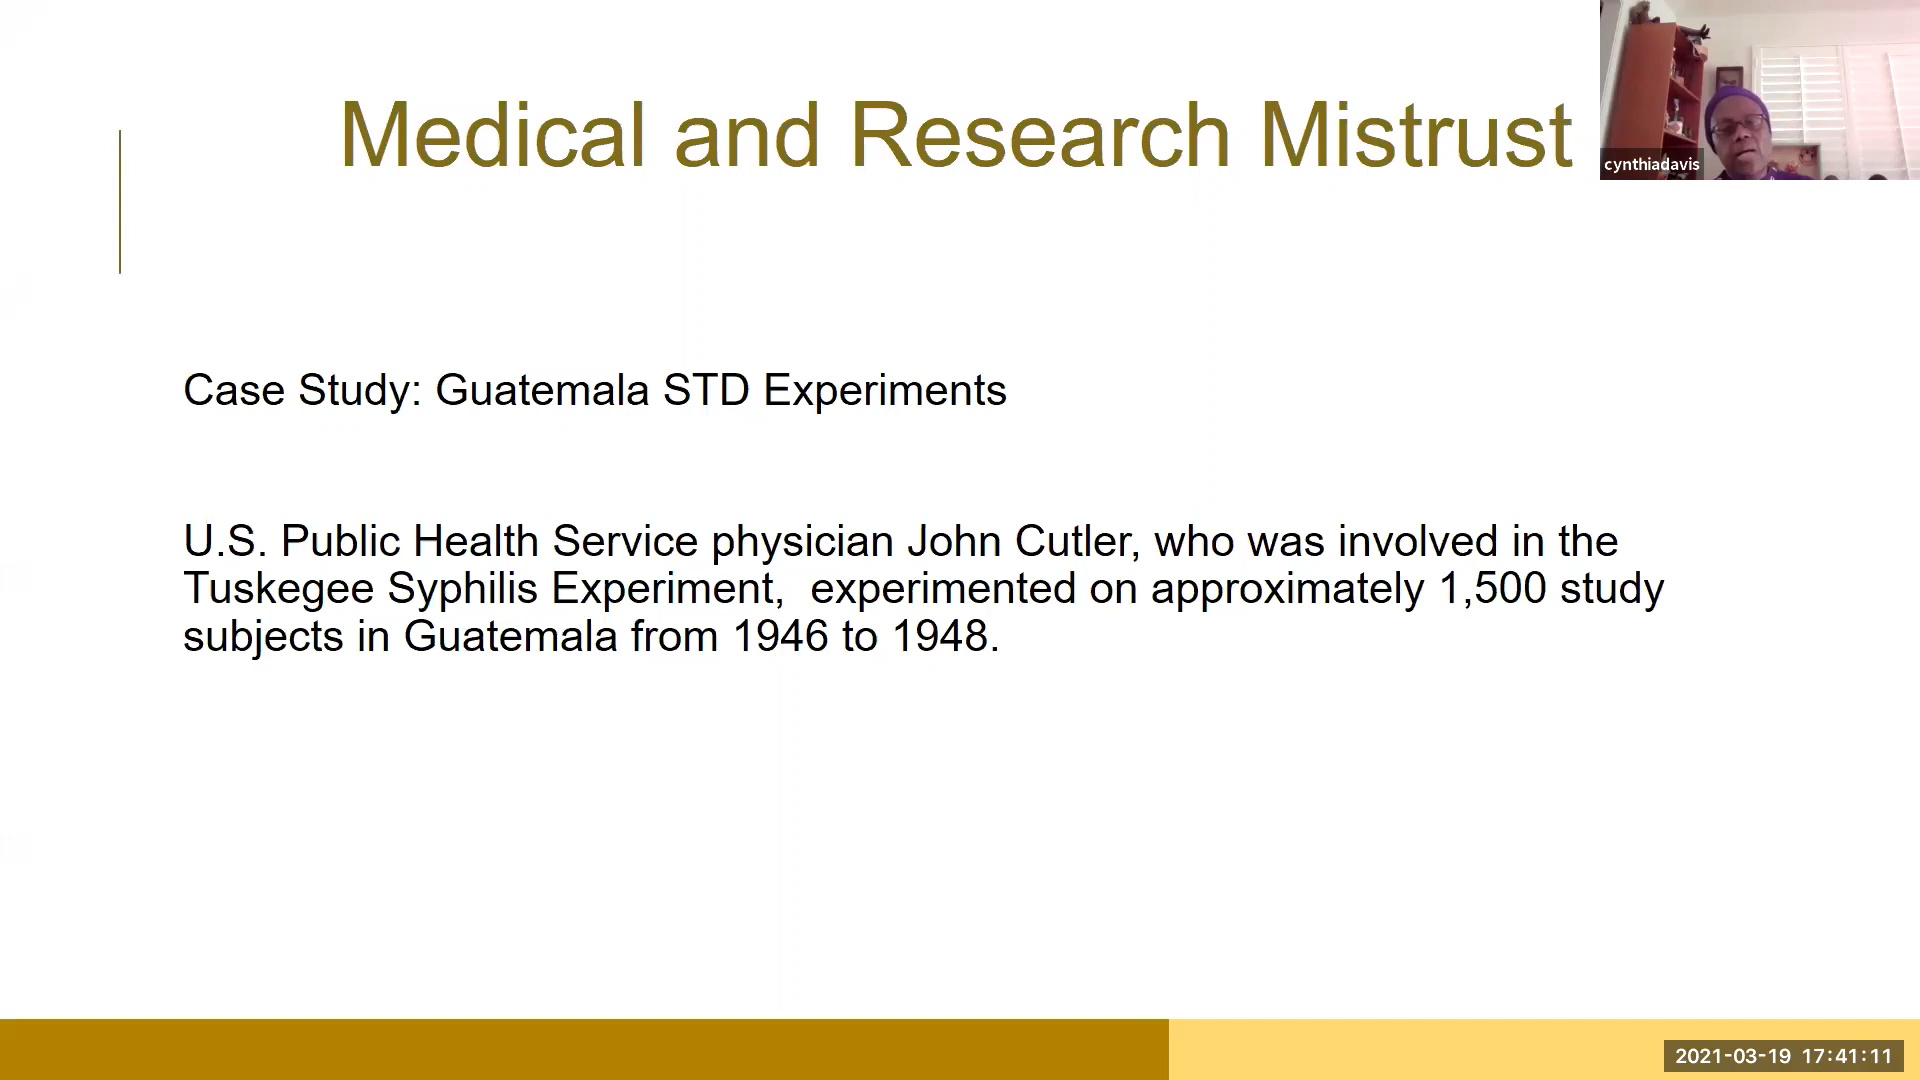 Medical and Research Mistrust
cynthiadavis
Case Study: Guatemala STD Experiments
U.S. Public Health Service physician John Cutler, who was involved in the
Tuskegee Syphilis Experiment,  experimented on approximately 1,500 study
subjects in Guatemala from 1946 to 1948.
2021-03-19 17:41:11